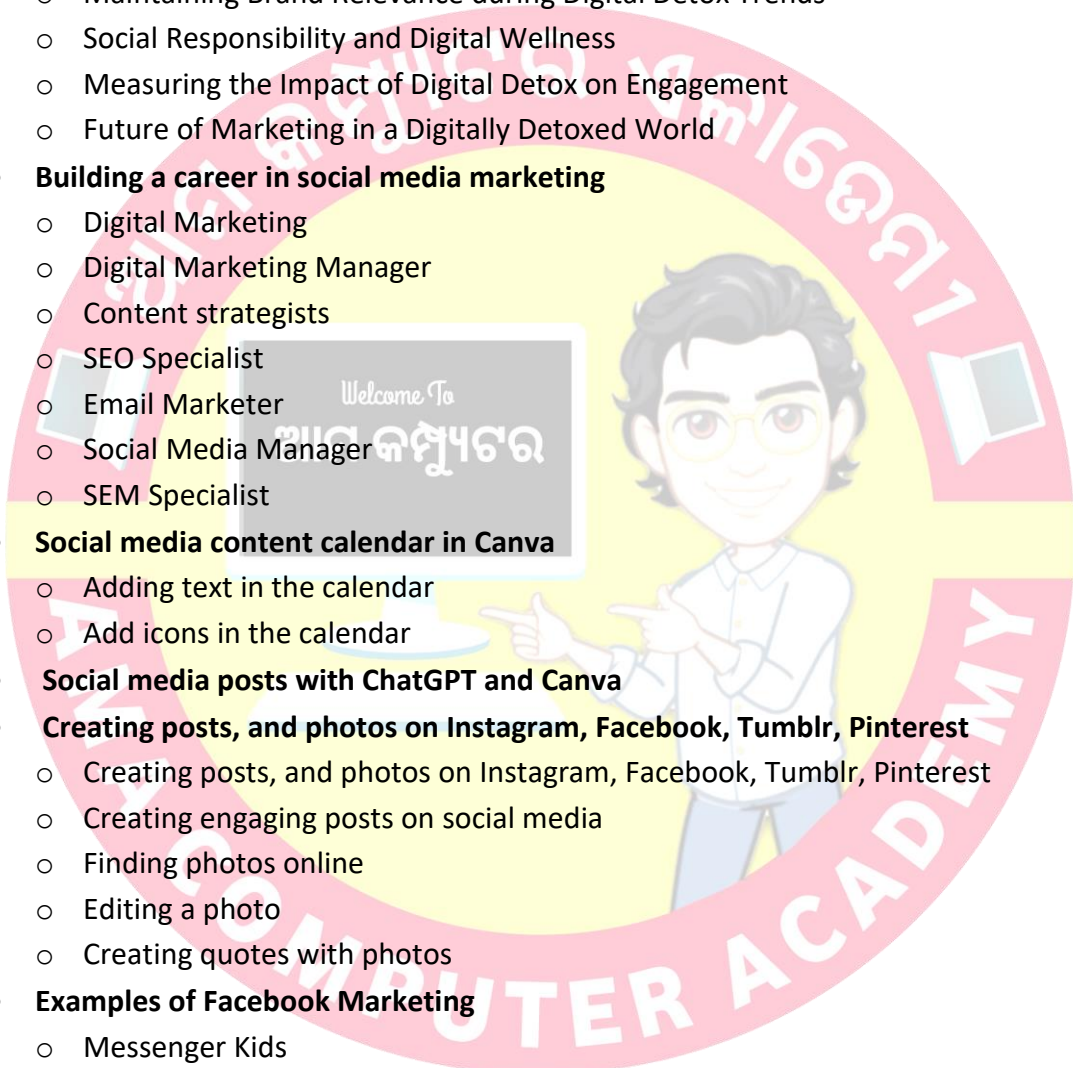 o Maintaining Brand Relevance during Digital Detox Trends
o Social Responsibility and Digital Wellness
o Measuring the Impact of Digital Detox on Engagement
o Future of Marketing in a Digitally Detoxed World
Building a career in social media marketing
o Digital Marketing
o Digital Marketing Manager
o Content strategists
o SEO Specialist
o Email Marketer
o Social Media Manager
o SEM Specialist
Social media content calendar in Canva
o Adding text in the calendar
o Add icons in the calendar
Social media posts with ChatGPT and Canva
Creating posts, and photos on Instagram, Facebook, Tumblr, Pinterest
o Creating posts, and photos on Instagram, Facebook, Tumblr, Pinterest
o Creating engaging posts on social media
o Finding photos online
o Editing a photo
o Creating quotes with photos
Examples of Facebook Marketing
o Messenger Kids
ଆମ କମ୍ପ୍ୟୁଟର ଏକାଡେମୀ
Welcome To
ଆମ କମ୍ପ୍ୟୁଟର
AMA COMPUTER ACADEMY